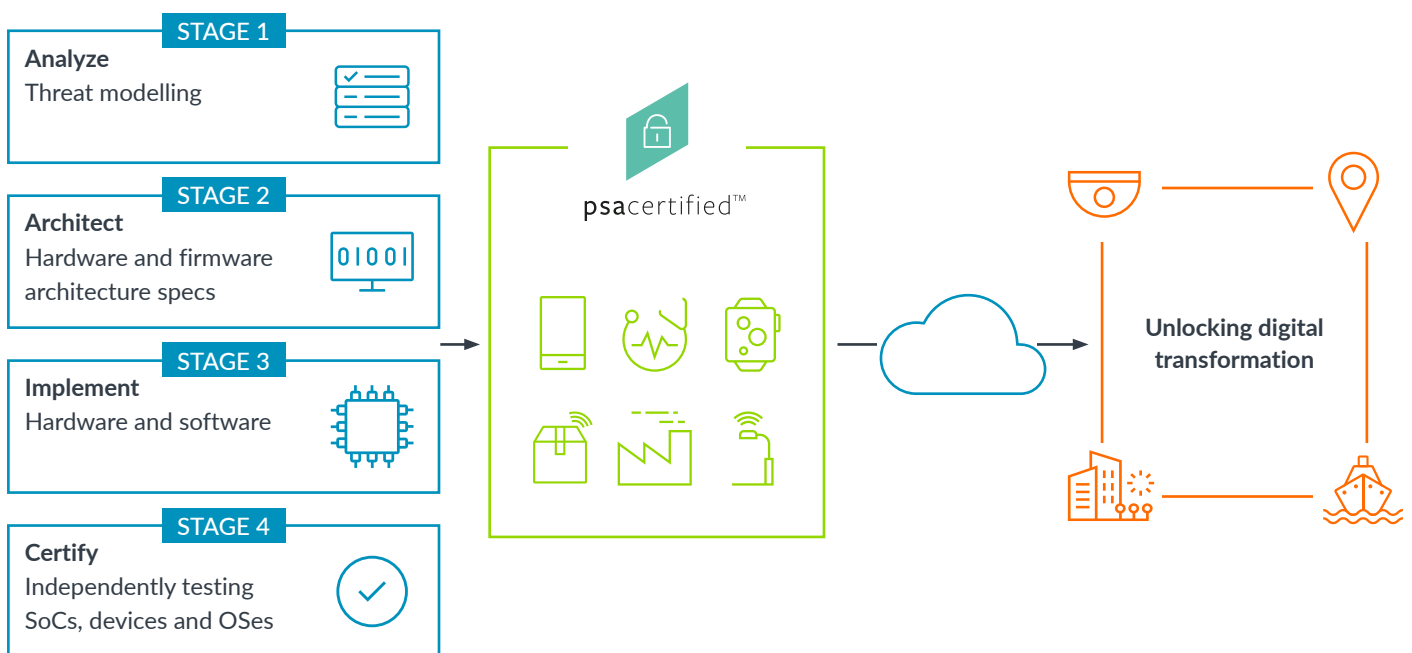 STAGE 1
Analyze
Threat modelling
STAGE 2
Architect
Hardware and firmware
architecture specs
01001
STAGE 3
Implement
Hardware and software
STAGE 4
Certify
Independently testing
SoCs, devices and OSes
psacertified™
Unlocking digital
transformation